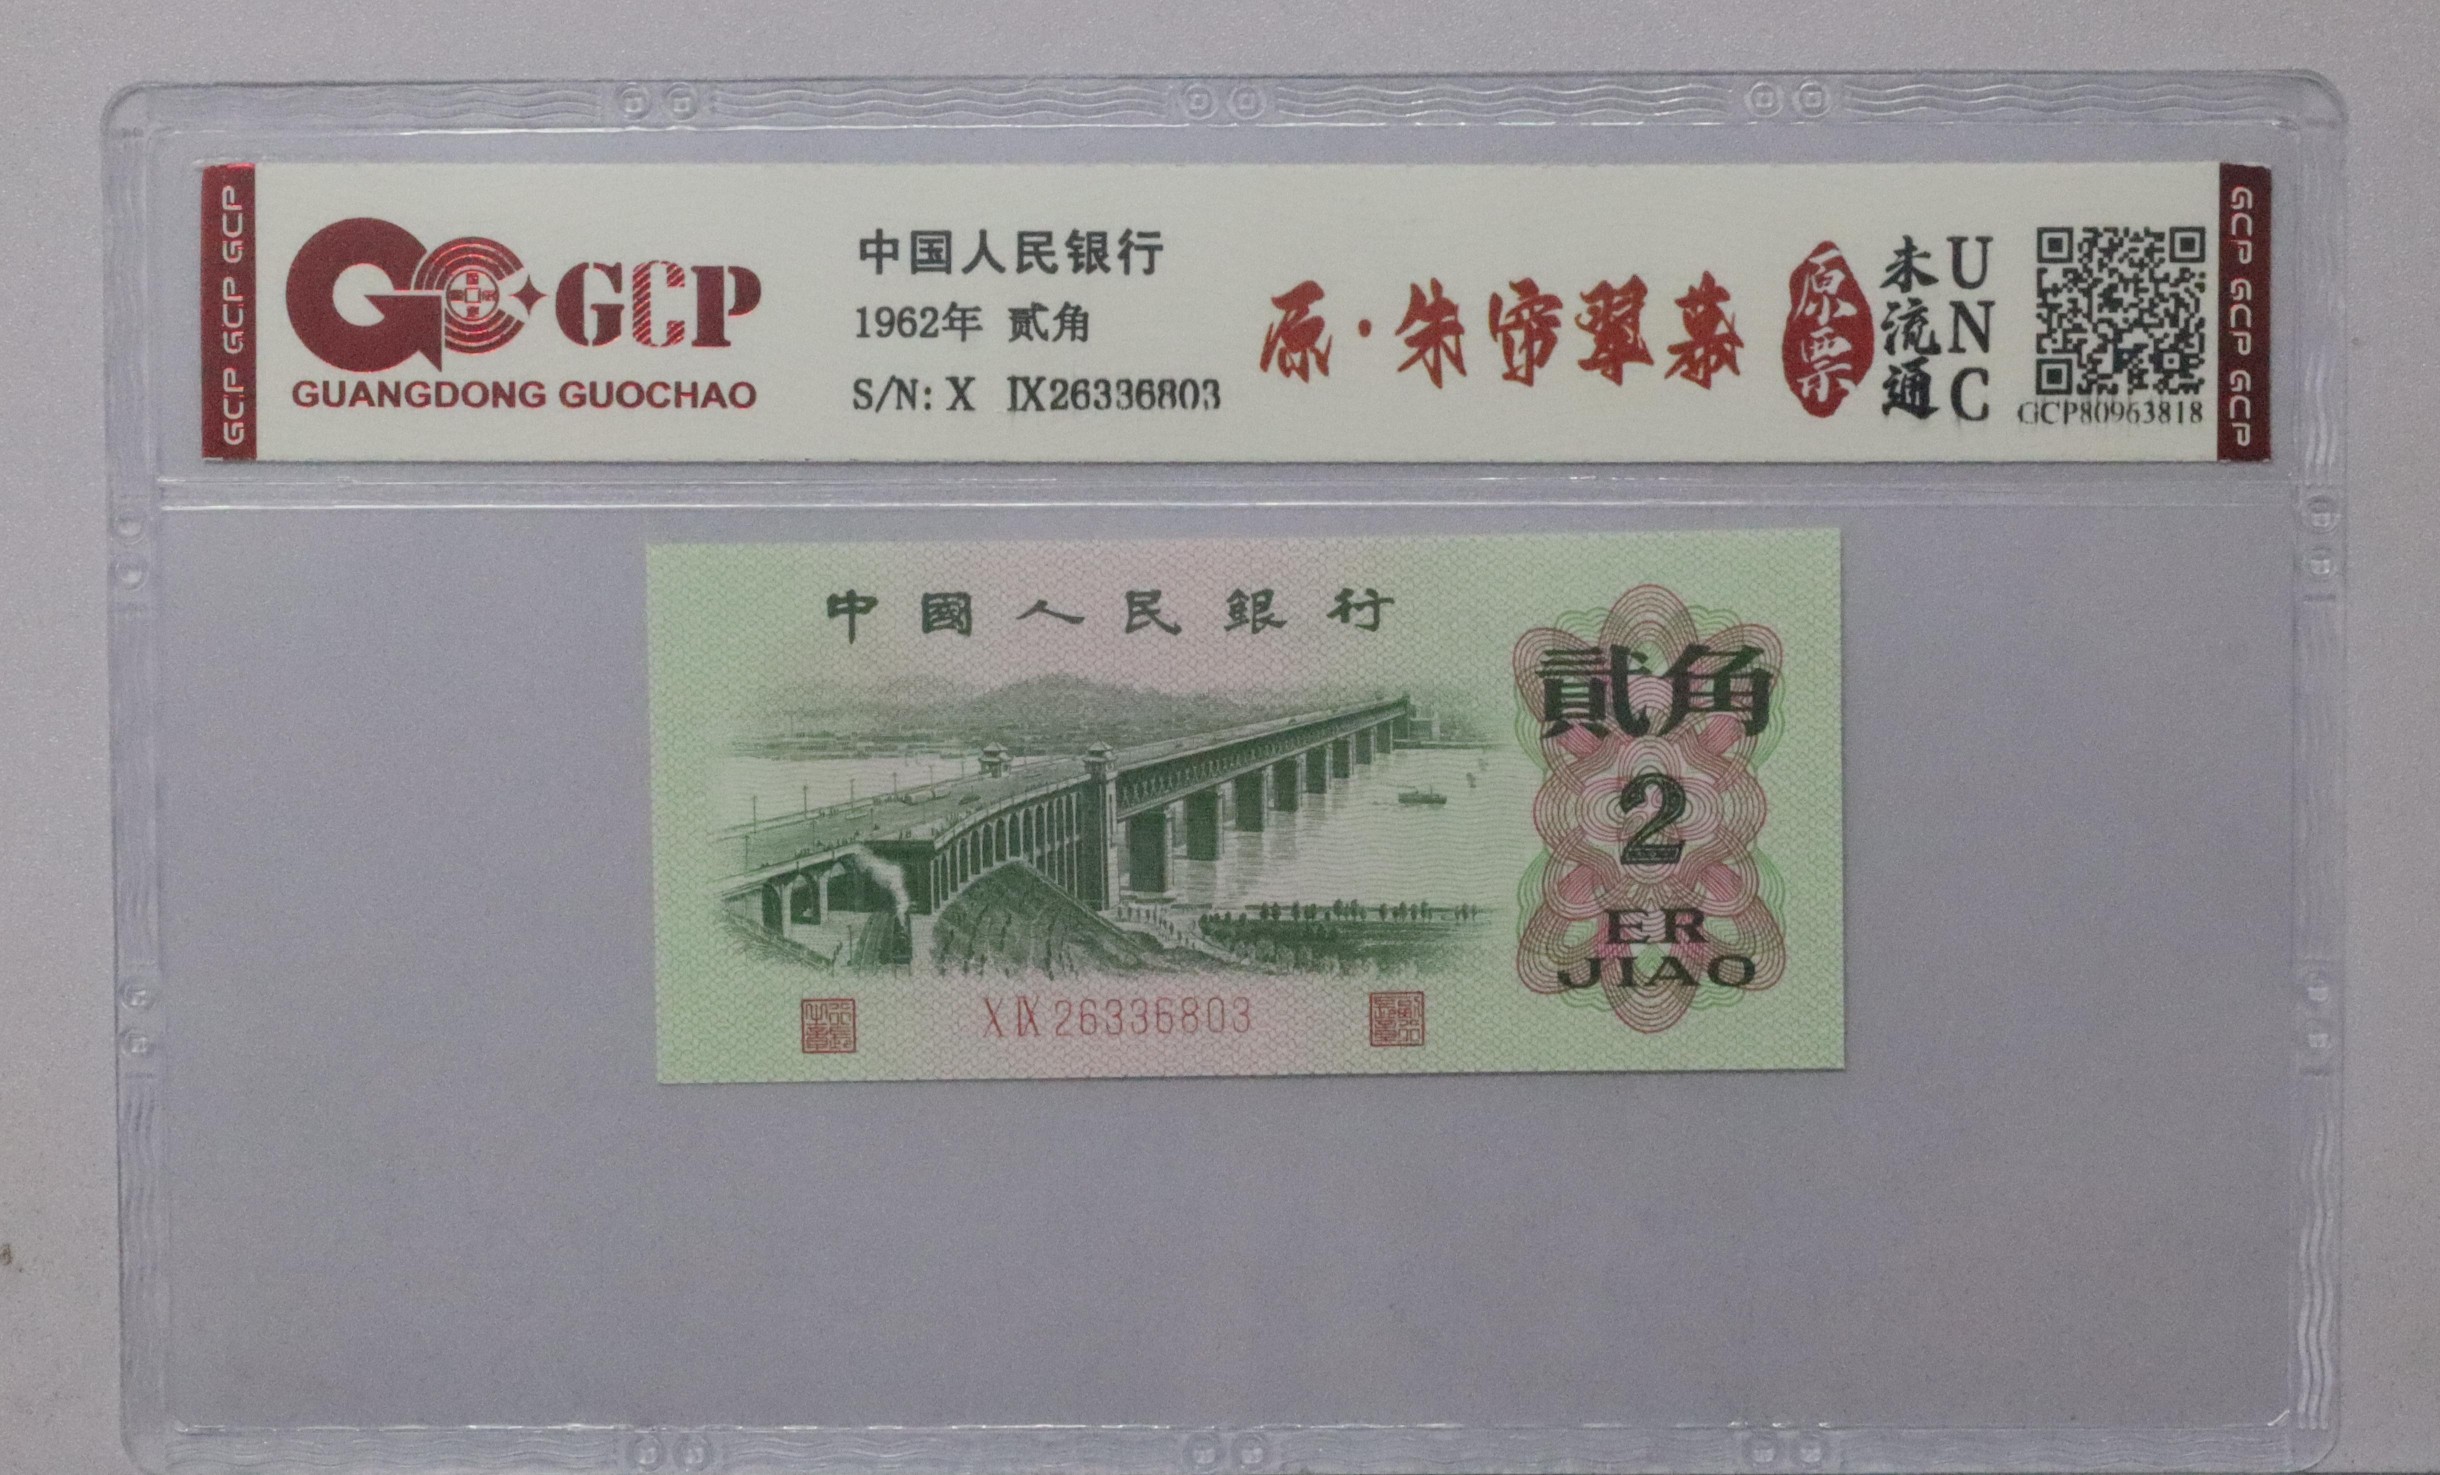 GCP GCP GCP
GCP
GUANGDONG GUOCHAO
中国人民银行
1962年 贰角
S/N: X IX26336803
原·朱帘翠幕
原票
未流通
UNC
GCP80963818
GCP GCP GCP
中國人民銀行
貳角
2
ER
JIAO
X IX 26336803